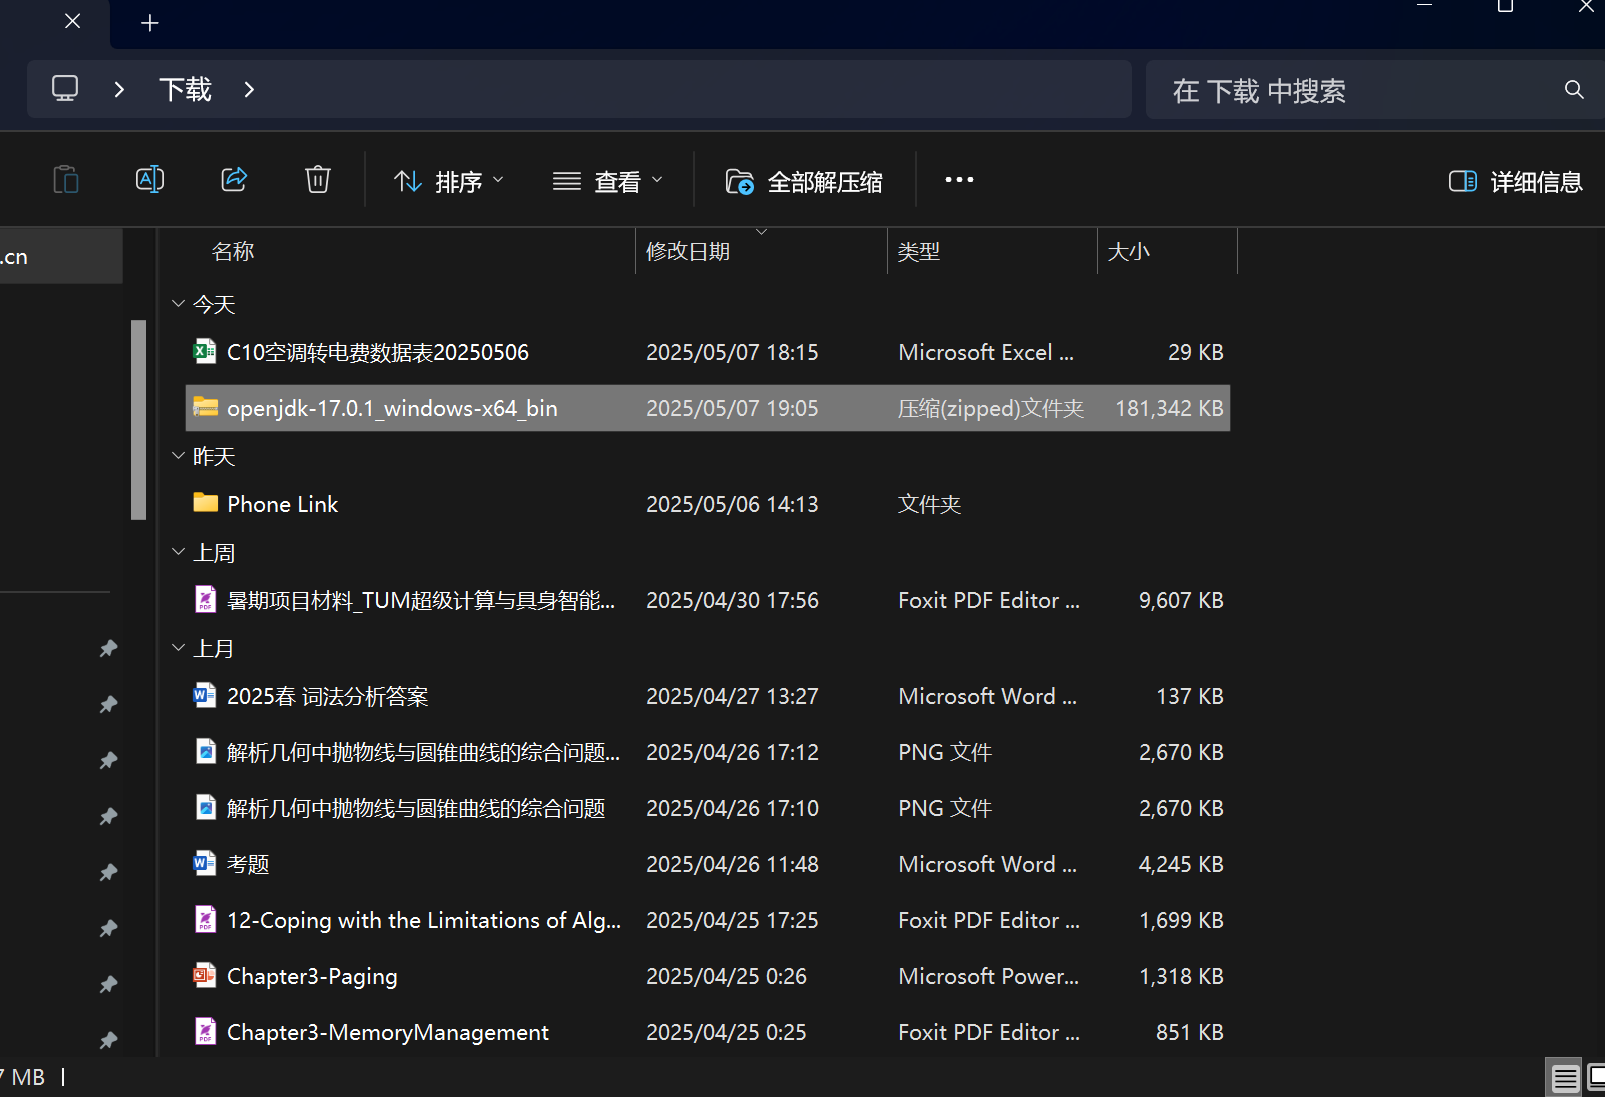 下载
在 下载 中搜索
排序
查看
全部解压缩
详细信息
.cn
名称 修改日期 类型 大小
今天
C10空调转电费数据表20250506 2025/05/07 18:15 Microsoft Excel ... 29 KB
openjdk-17.0.1_windows-x64_bin 2025/05/07 19:05 压缩(zipped)文件夹 181,342 KB
昨天
Phone Link 2025/05/06 14:13 文件夹
上周
暑期项目材料_TUM超级计算与具身智能... 2025/04/30 17:56 Foxit PDF Editor ... 9,607 KB
上月
2025春 词法分析答案 2025/04/27 13:27 Microsoft Word ... 137 KB
解析几何中抛物线与圆锥曲线的综合问题... 2025/04/26 17:12 PNG 文件 2,670 KB
解析几何中抛物线与圆锥曲线的综合问题 2025/04/26 17:10 PNG 文件 2,670 KB
考题 2025/04/26 11:48 Microsoft Word ... 4,245 KB
12-Coping with the Limitations of Alg... 2025/04/25 17:25 Foxit PDF Editor ... 1,699 KB
Chapter3-Paging 2025/04/25 0:26 Microsoft Power... 1,318 KB
Chapter3-MemoryManagement 2025/04/25 0:25 Foxit PDF Editor ... 851 KB
7 MB